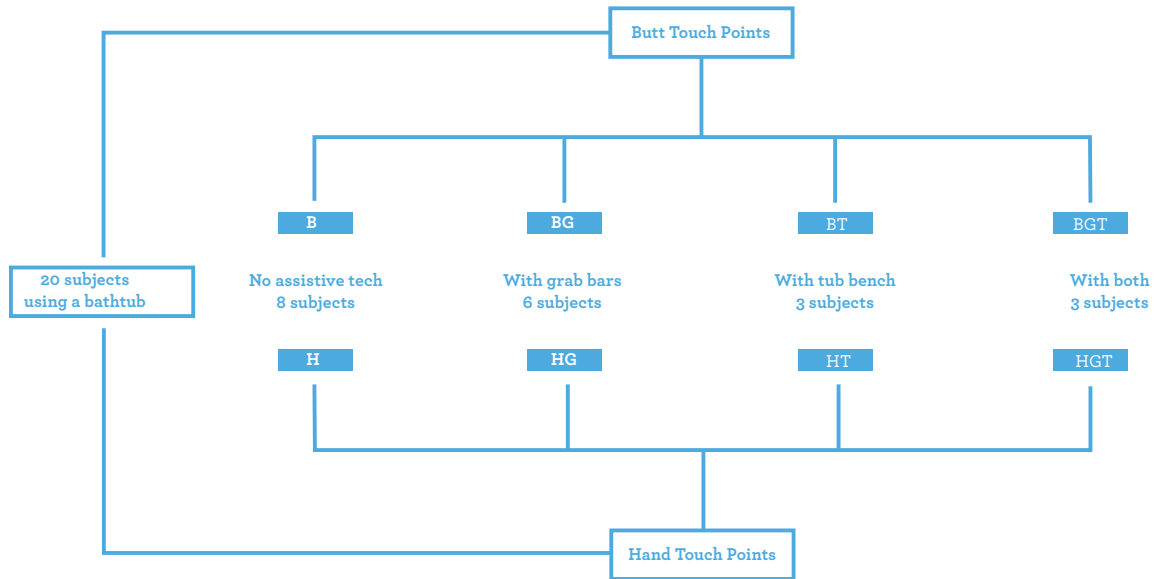 Butt Touch Points
B
BG
BT
BGT
20 subjects
using a bathtub
No assistive tech
8 subjects
With grab bars
6 subjects
With tub bench
3 subjects
With both
3 subjects
H
HG
HT
HGT
Hand Touch Points